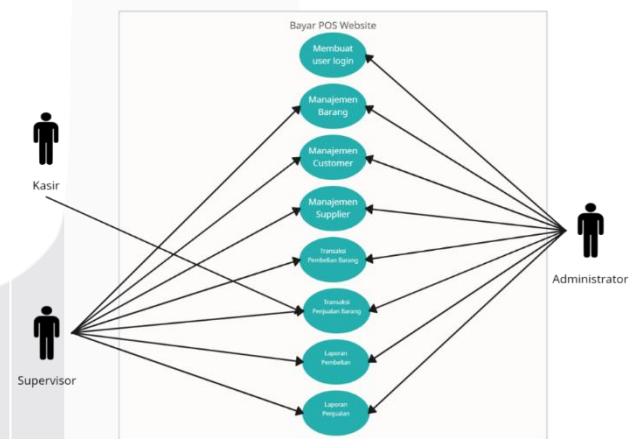 Bayar POS Website
Membuat
user login
Manajemen
Barang
Manajemen
Customer
Manajemen
Supplier
Transaksi
Pembelian Barang
Transaksi
Penjualan Barang
Laporan
Pembelian
Laporan
Penjualan
Kasir
Supervisor
Administrator